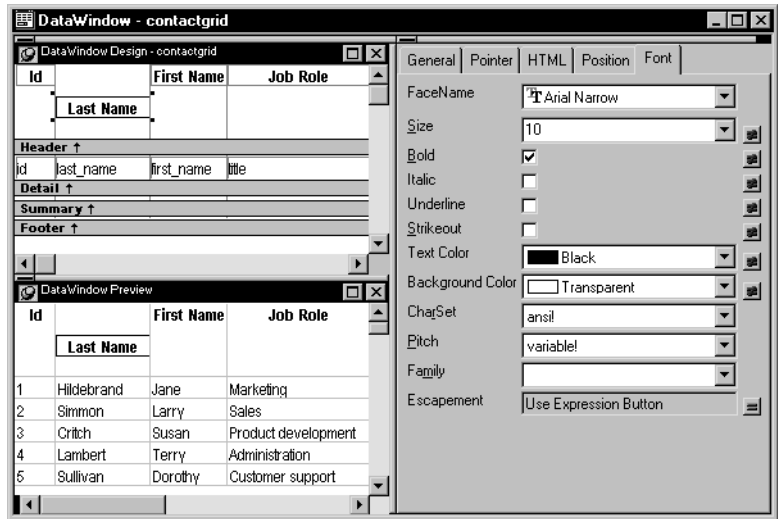 DataWindow - contactgrid
DataWindow Design - contactgrid
Id First Name Job Role
Last Name
Header ↑
id last_name first_name title
Detail ↑
Summary ↑
Footer ↑
DataWindow Preview
Id First Name Job Role
Last Name
1 Hildebrand Jane Marketing
2 Simmon Larry Sales
3 Critch Susan Product development
4 Lambert Terry Administration
5 Sullivan Dorothy Customer support
General Pointer HTML Position Font
FaceName Arial Narrow
Size 10
Bold
Italic
Underline
Strikeout
Text Color Black
Background Color Transparent
CharSet ansi!
Pitch variable!
Family
Escapement Use Expression Button